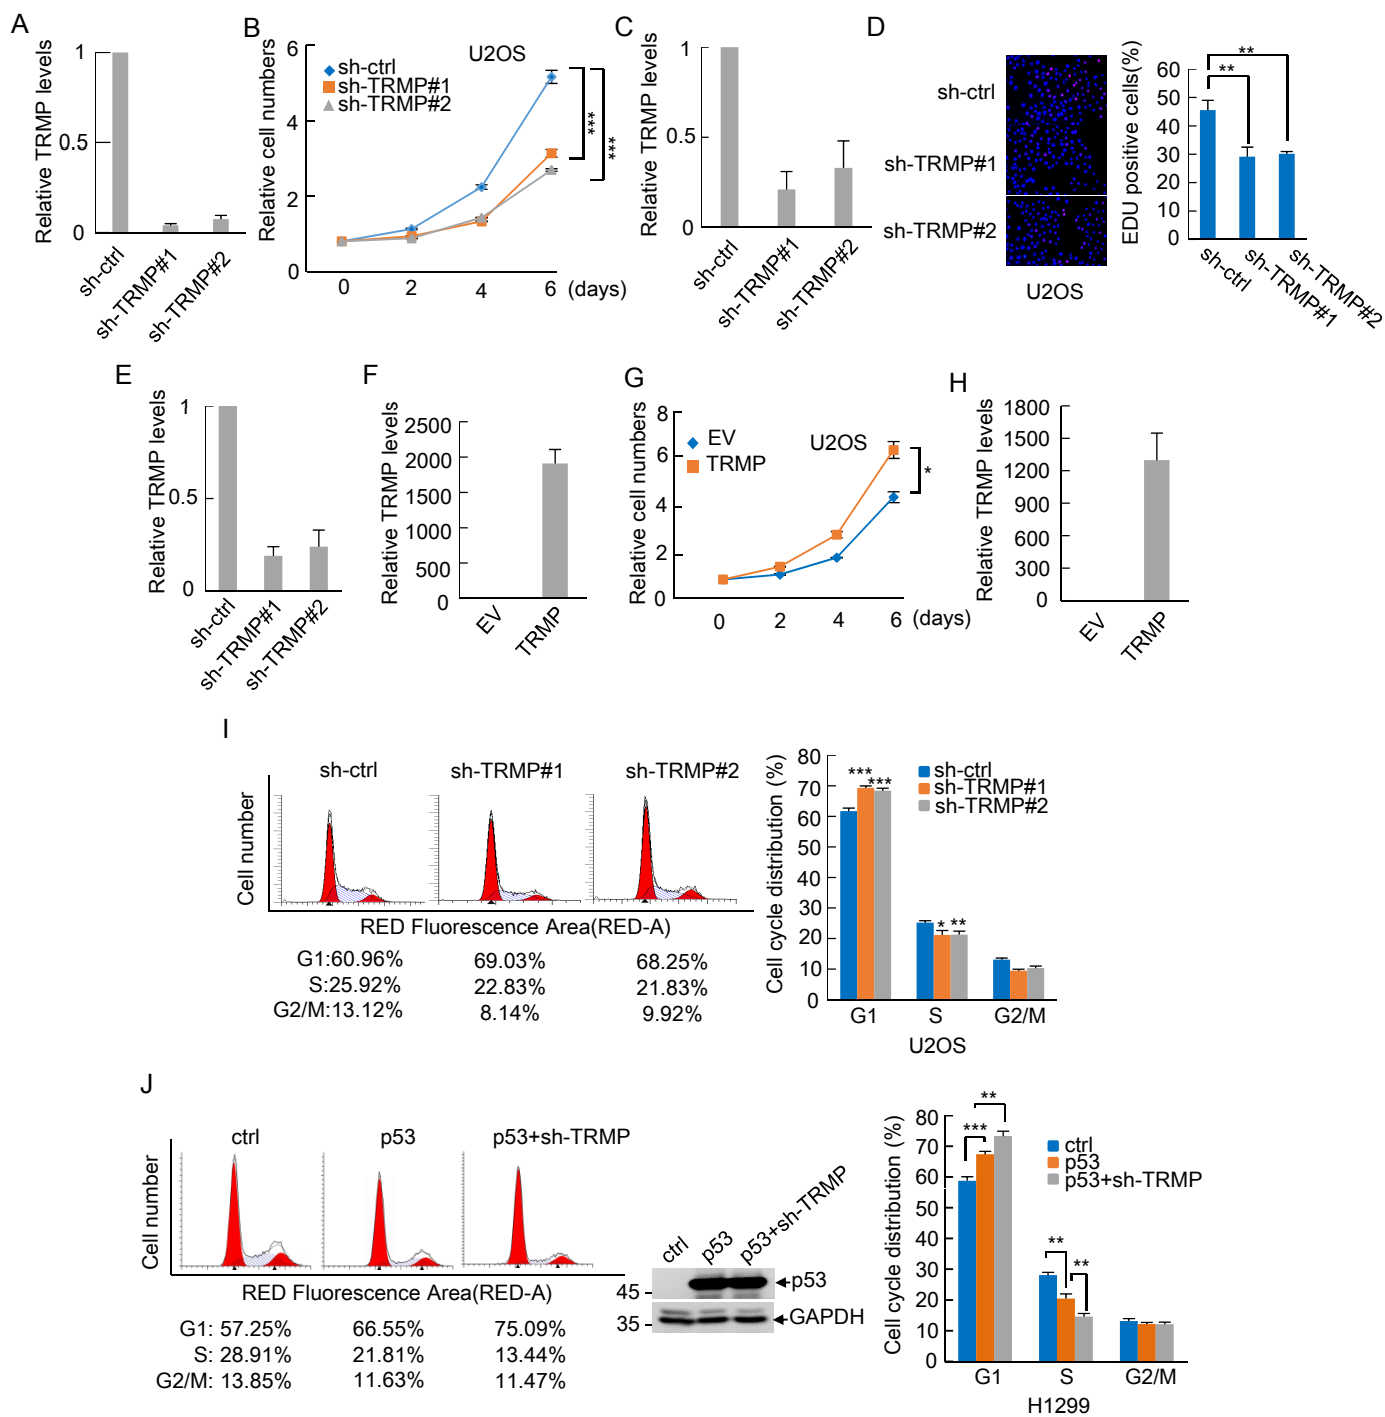 A
Relative TRMP levels
1
0.5
0
sh-ctrl
sh-TRMP#1
sh-TRMP#2
B
Relative cell numbers
6
4
2
0
U2OS
sh-ctrl
sh-TRMP#1
sh-TRMP#2
***
***
0 2 4 6 (days)
C
Relative TRMP levels
1
0.5
0
sh-ctrl
sh-TRMP#1
sh-TRMP#2
D
sh-ctrl
sh-TRMP#1
sh-TRMP#2
U2OS
EDU positive cells(%)
60
50
40
30
20
10
0
**
**
sh-ctrl
sh-TRMP#1
sh-TRMP#2
E
Relative TRMP levels
1
0.5
0
sh-ctrl
sh-TRMP#1
sh-TRMP#2
F
Relative TRMP levels
2500
2000
1500
1000
500
0
EV
TRMP
G
Relative cell numbers
8
6
4
2
0
EV
TRMP
U2OS
*
0 2 4 6 (days)
H
Relative TRMP levels
1800
1500
1200
900
600
300
0
EV
TRMP
I
sh-ctrl sh-TRMP#1 sh-TRMP#2
Cell number
RED Fluorescence Area(RED-A)
G1:60.96% 69.03% 68.25%
S:25.92% 22.83% 21.83%
G2/M:13.12% 8.14% 9.92%
Cell cycle distribution (%)
80
70
60
50
40
30
20
10
0
sh-ctrl
sh-TRMP#1
sh-TRMP#2
***
***
*
**
G1 S G2/M
U2OS
J
ctrl p53 p53+sh-TRMP
Cell number
RED Fluorescence Area(RED-A)
G1: 57.25% 66.55% 75.09%
S: 28.91% 21.81% 13.44%
G2/M: 13.85% 11.63% 11.47%
ctrl
p53
p53+sh-TRMP
45
p53
35
GAPDH
Cell cycle distribution (%)
80
70
60
50
40
30
20
10
0
ctrl
p53
p53+sh-TRMP
**
***
**
**
G1 S G2/M
H1299